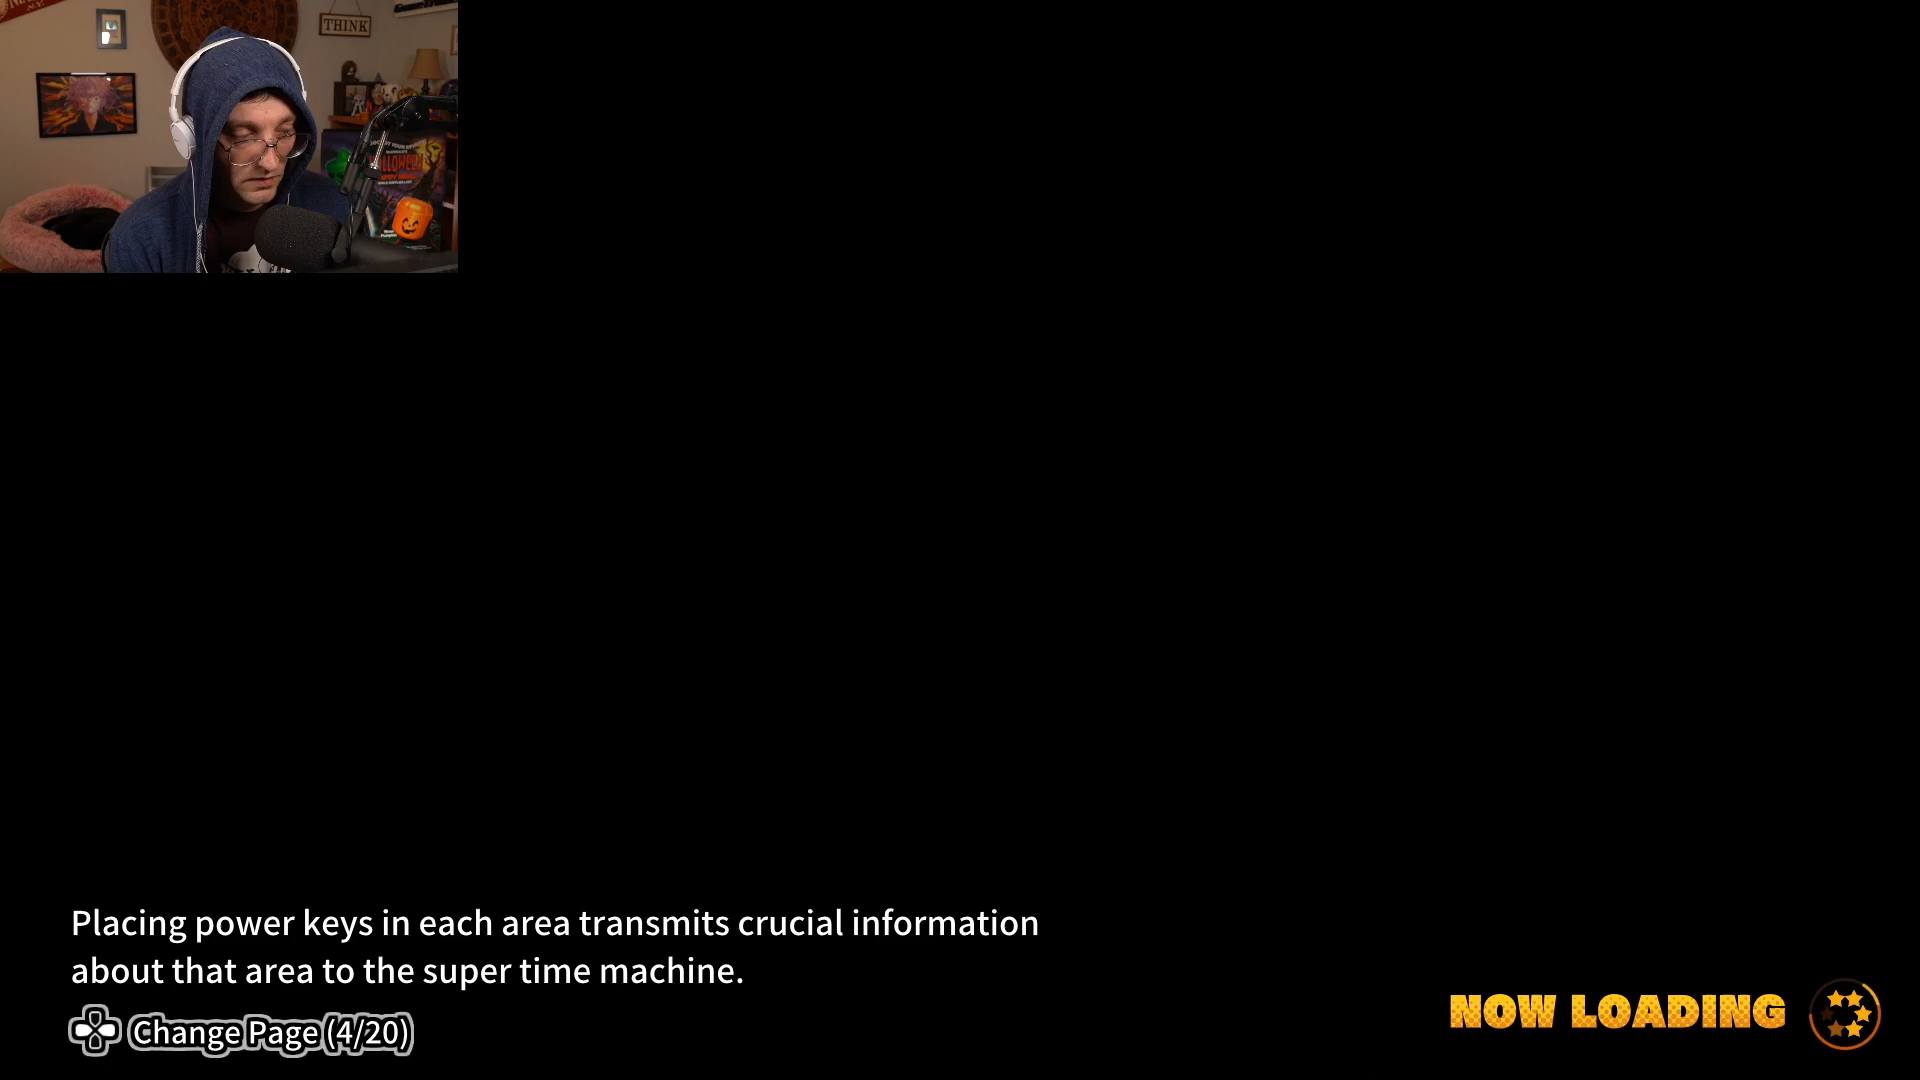 THINK
HALLOWEEN
Placing power keys in each area transmits crucial information
about that area to the super time machine.
Change Page (4/20)
NOW LOADING